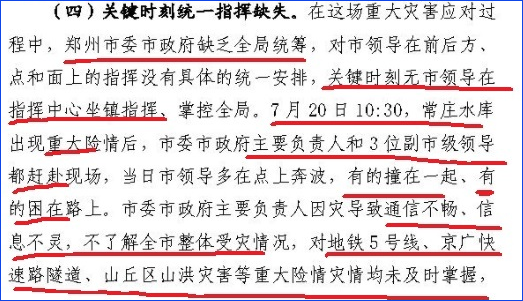 （四）关键时刻统一指挥缺失。在这场重大灾害应对过
程中，郑州市委市政府缺乏全局统筹，对市领导在前后方、
点和面上的指挥没有具体的统一安排，关键时刻无市领导在
指挥中心坐镇指挥、掌控全局。7月20日10:30，常庄水库
出现重大险情后，市委市政府主要负责人和3位副市级领导
都赶赴现场，当日市领导多在点上奔波，有的撞在一起、有
的困在路上。市委市政府主要负责人因灾导致通信不畅、信
息不灵，不了解全市整体受灾情况，对地铁5号线、京广快
速路隧道、山丘区山洪灾害等重大险情灾情均未及时掌握，